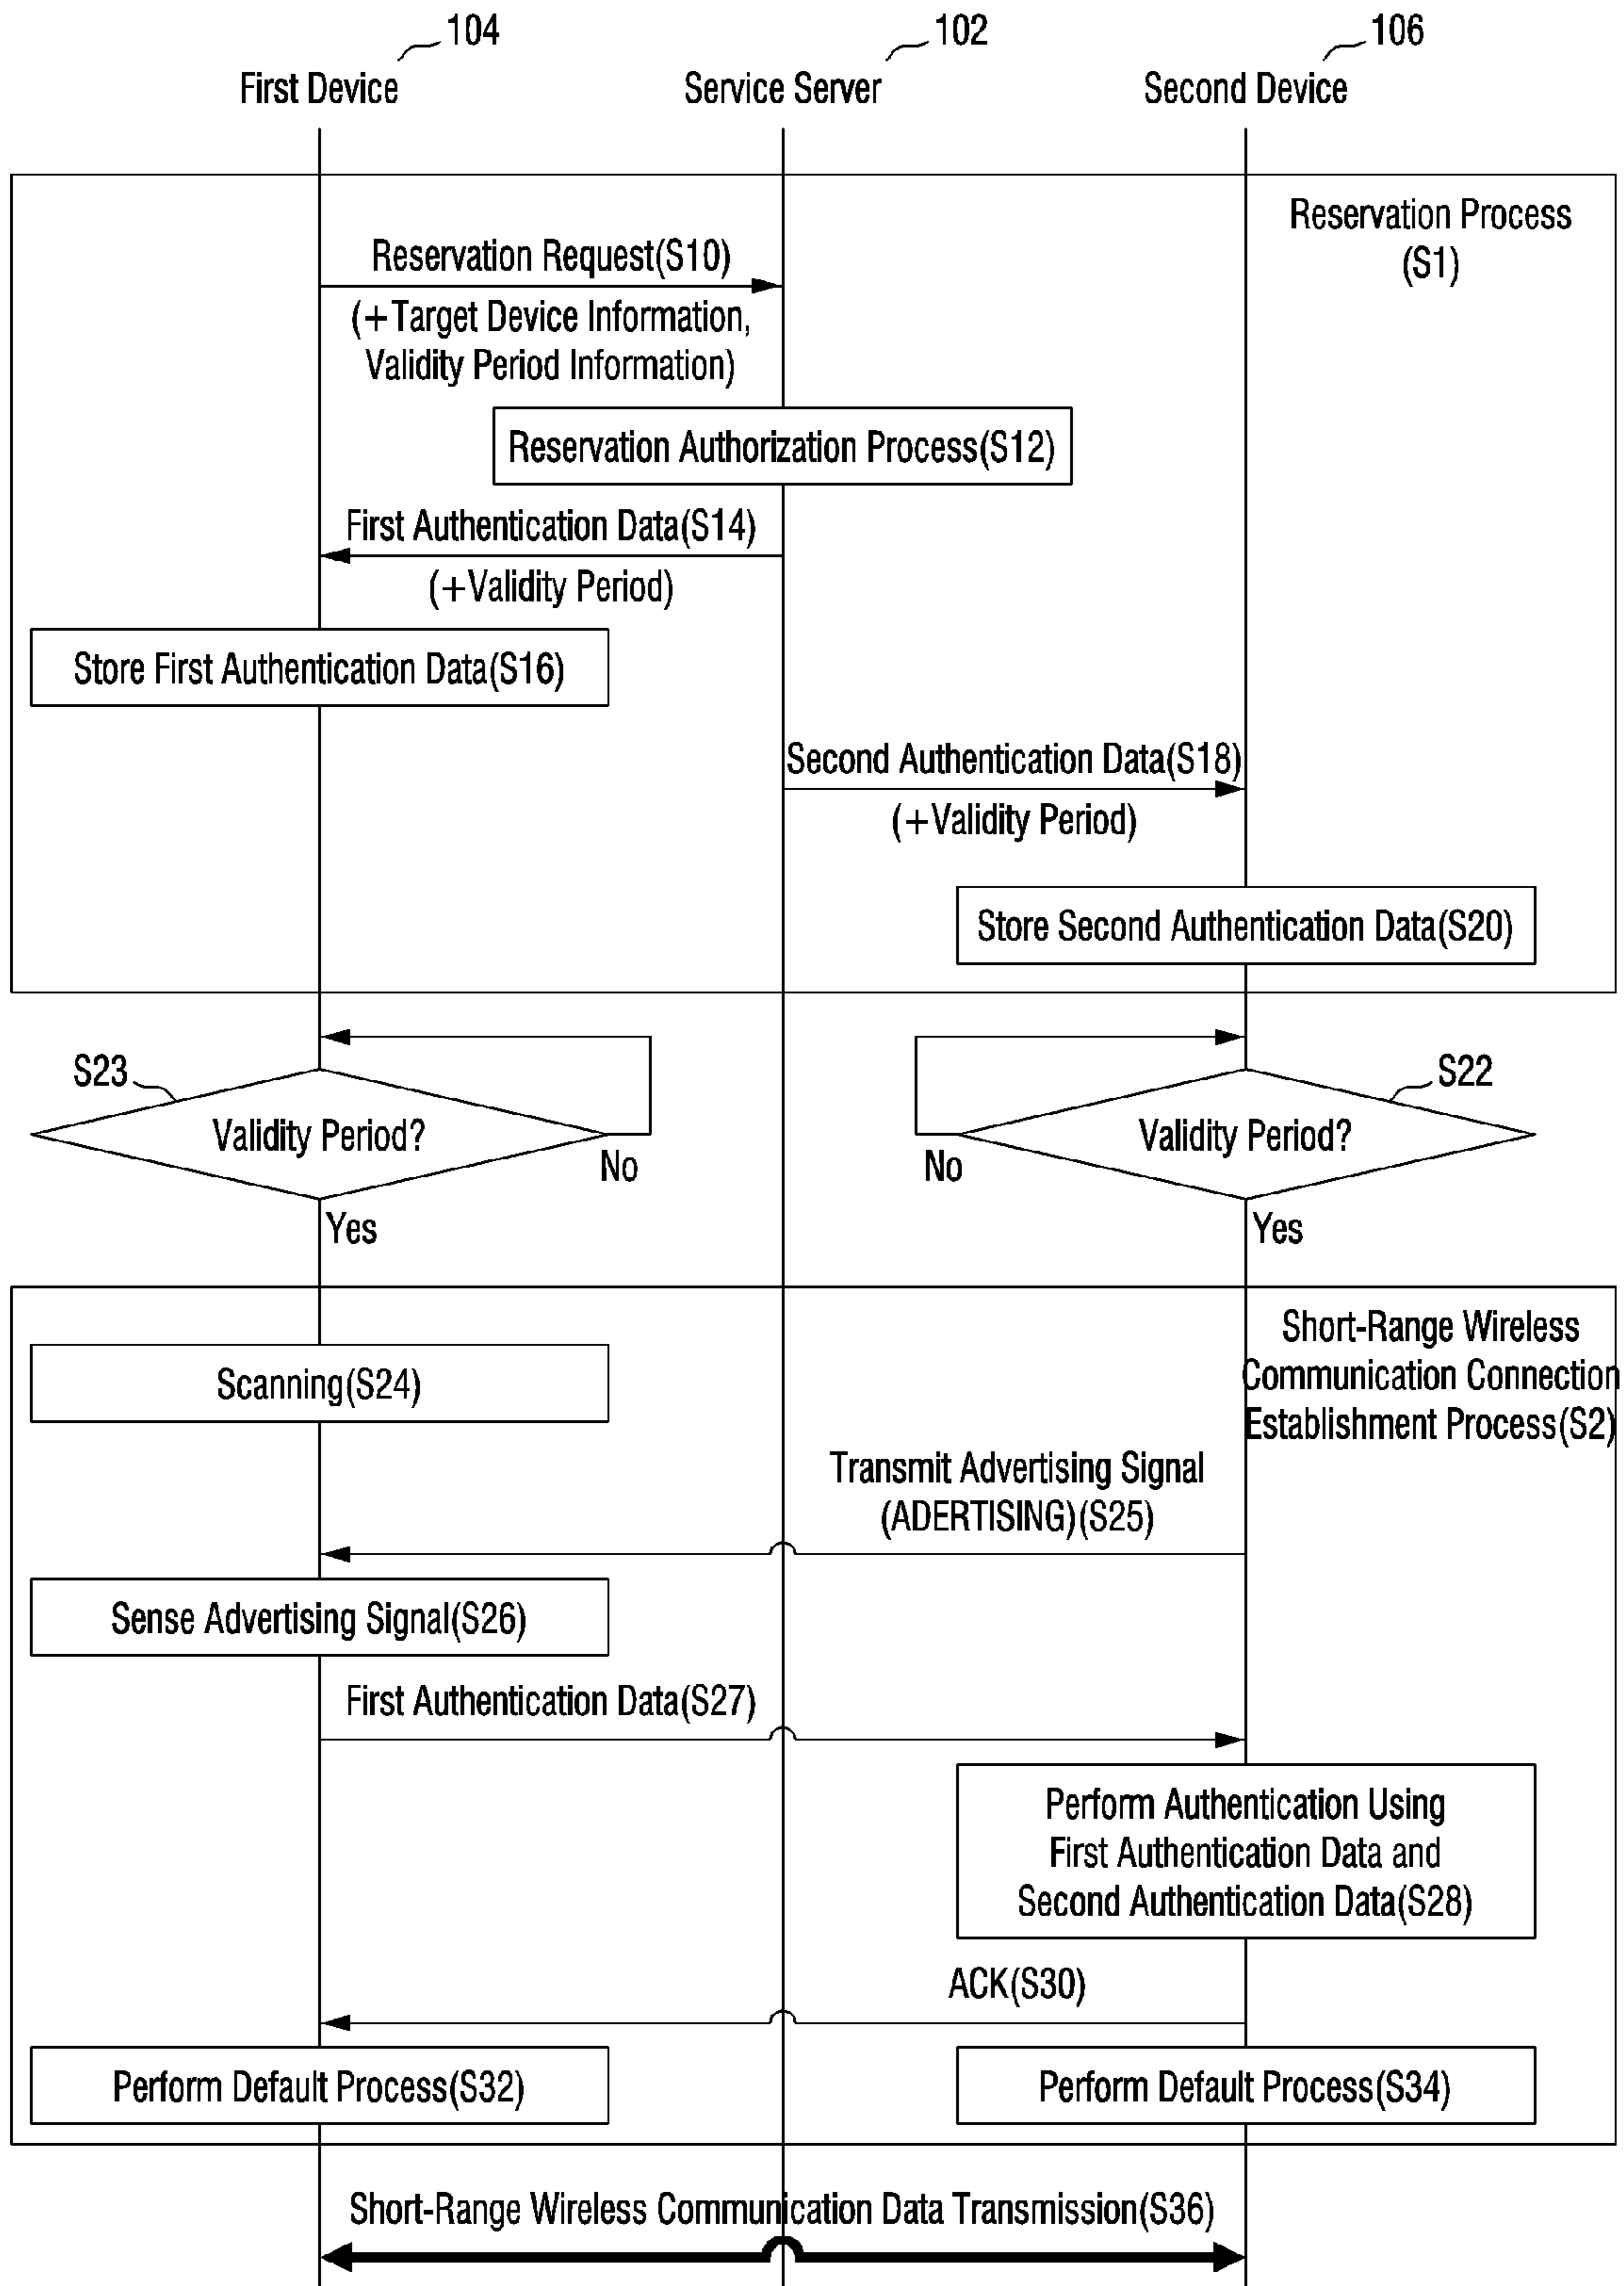 104
102
106
First Device
Service Server
Second Device
Reservation Process
(S1)
Reservation Request(S10)
(+Target Device Information,
Validity Period Information)
Reservation Authorization Process(S12)
First Authentication Data(S14)
(+Validity Period)
Store First Authentication Data(S16)
Second Authentication Data(S18)
(+Validity Period)
Store Second Authentication Data(S20)
S23
S22
Validity Period?
Validity Period?
No
No
Yes
Yes
Short-Range Wireless
Communication Connection
Establishment Process(S2)
Scanning(S24)
Transmit Advertising Signal
(ADERTISING)(S25)
Sense Advertising Signal(S26)
First Authentication Data(S27)
Perform Authentication Using
First Authentication Data and
Second Authentication Data(S28)
ACK(S30)
Perform Default Process(S32)
Perform Default Process(S34)
Short-Range Wireless Communication Data Transmission(S36)